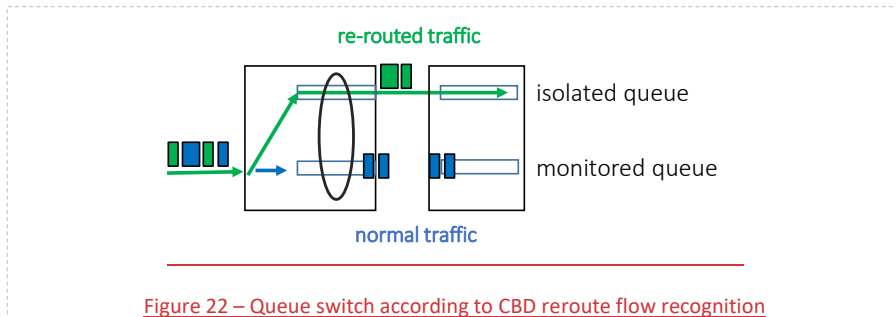 re-routed traffic
isolated queue
monitored queue
normal traffic
Figure 22 – Queue switch according to CBD reroute flow recognition